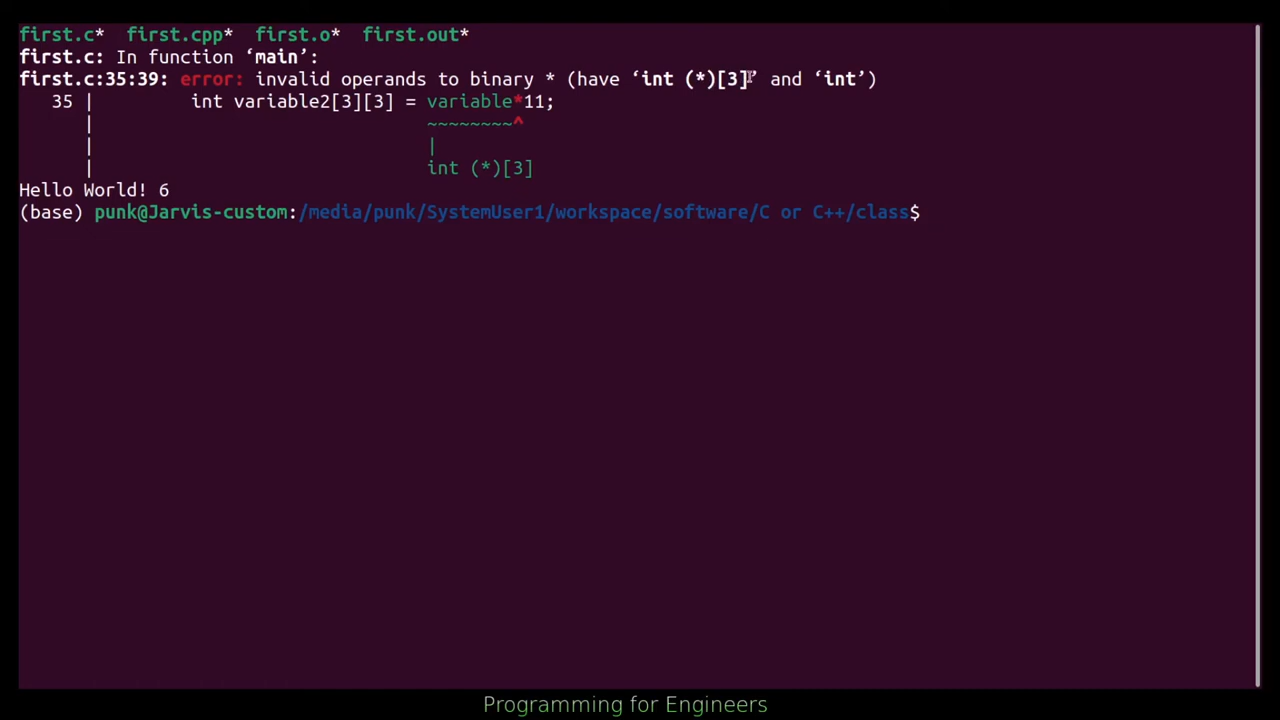 first.c*  first.cpp*  first.o*  first.out*
first.c: In function ‘main’:
first.c:35:39: error: invalid operands to binary * (have ‘int (*)[3]’ and ‘int’)
   35 |         int variable2[3][3] = variable*11;
      |                               ~~~~~~~~^
      |                               |
      |                               int (*)[3]
Hello World! 6
(base) punk@Jarvis-custom:/media/punk/SystemUser1/workspace/software/C or C++/class$
Programming for Engineers